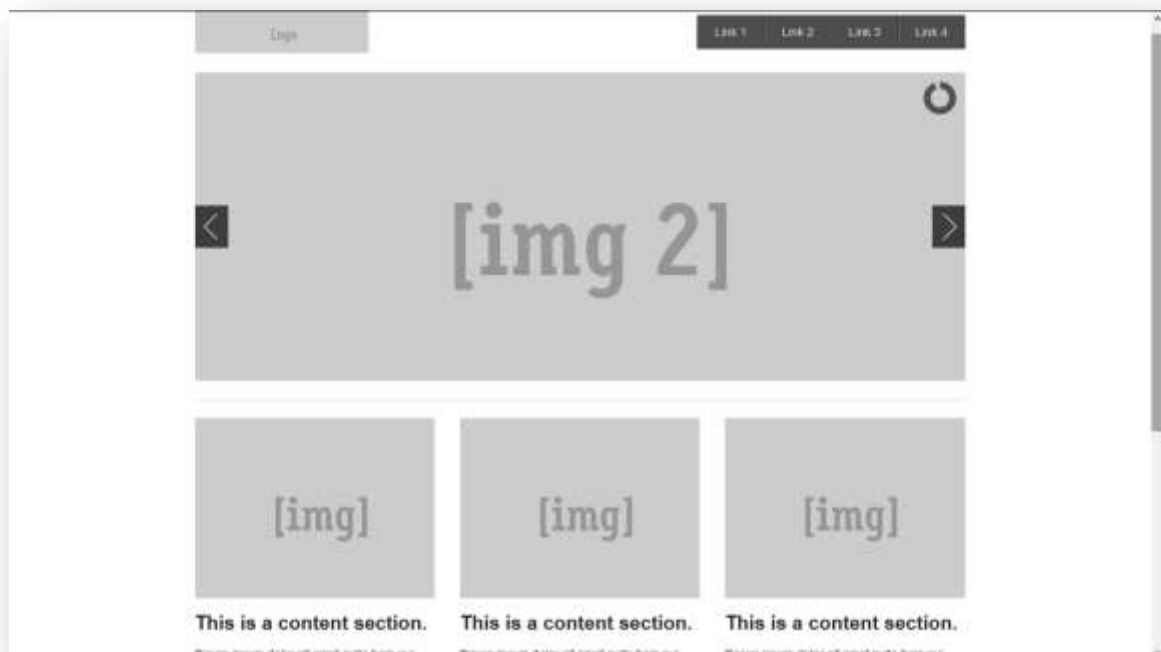 Logo
Link 1 Link 2 Link 3 Link 4
[img 2]
[img] [img] [img]
This is a content section. This is a content section. This is a content section.